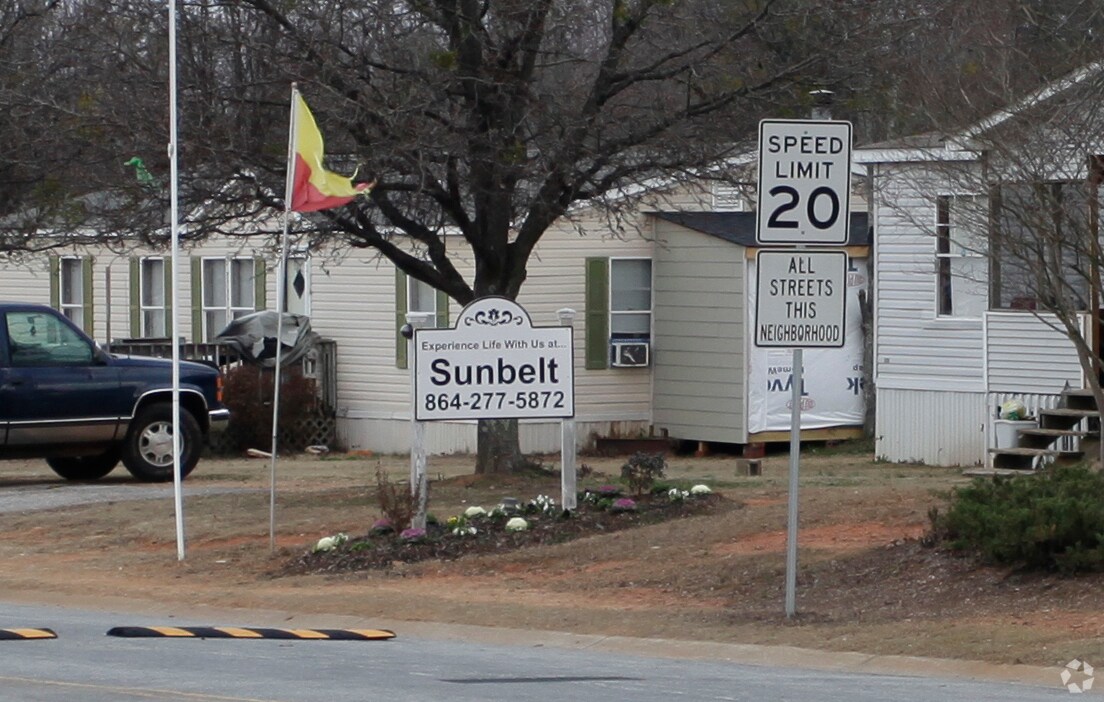 SPEED
LIMIT
20
ALL
STREETS
THIS
NEIGHBORHOOD
Experience Life With Us at...
Sunbelt
864-277-5872